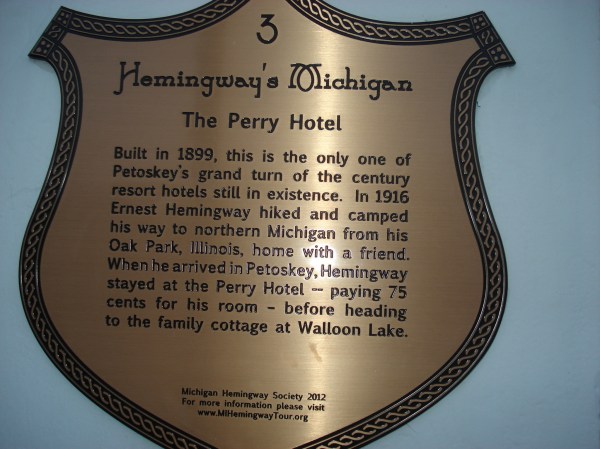 3
Hemingway's Michigan
The Perry Hotel
Built in 1899, this is the only one of
Petoskey's grand turn of the century
resort hotels still in existence. In 1916
Ernest Hemingway hiked and camped
his way to northern Michigan from his
Oak Park, Illinois, home with a friend.
When he arrived in Petoskey, Hemingway
stayed at the Perry Hotel -- paying 75
cents for his room - before heading
to the family cottage at Walloon Lake.
Michigan Hemingway Society 2012
For more information please visit
www.MIHemingwayTour.org